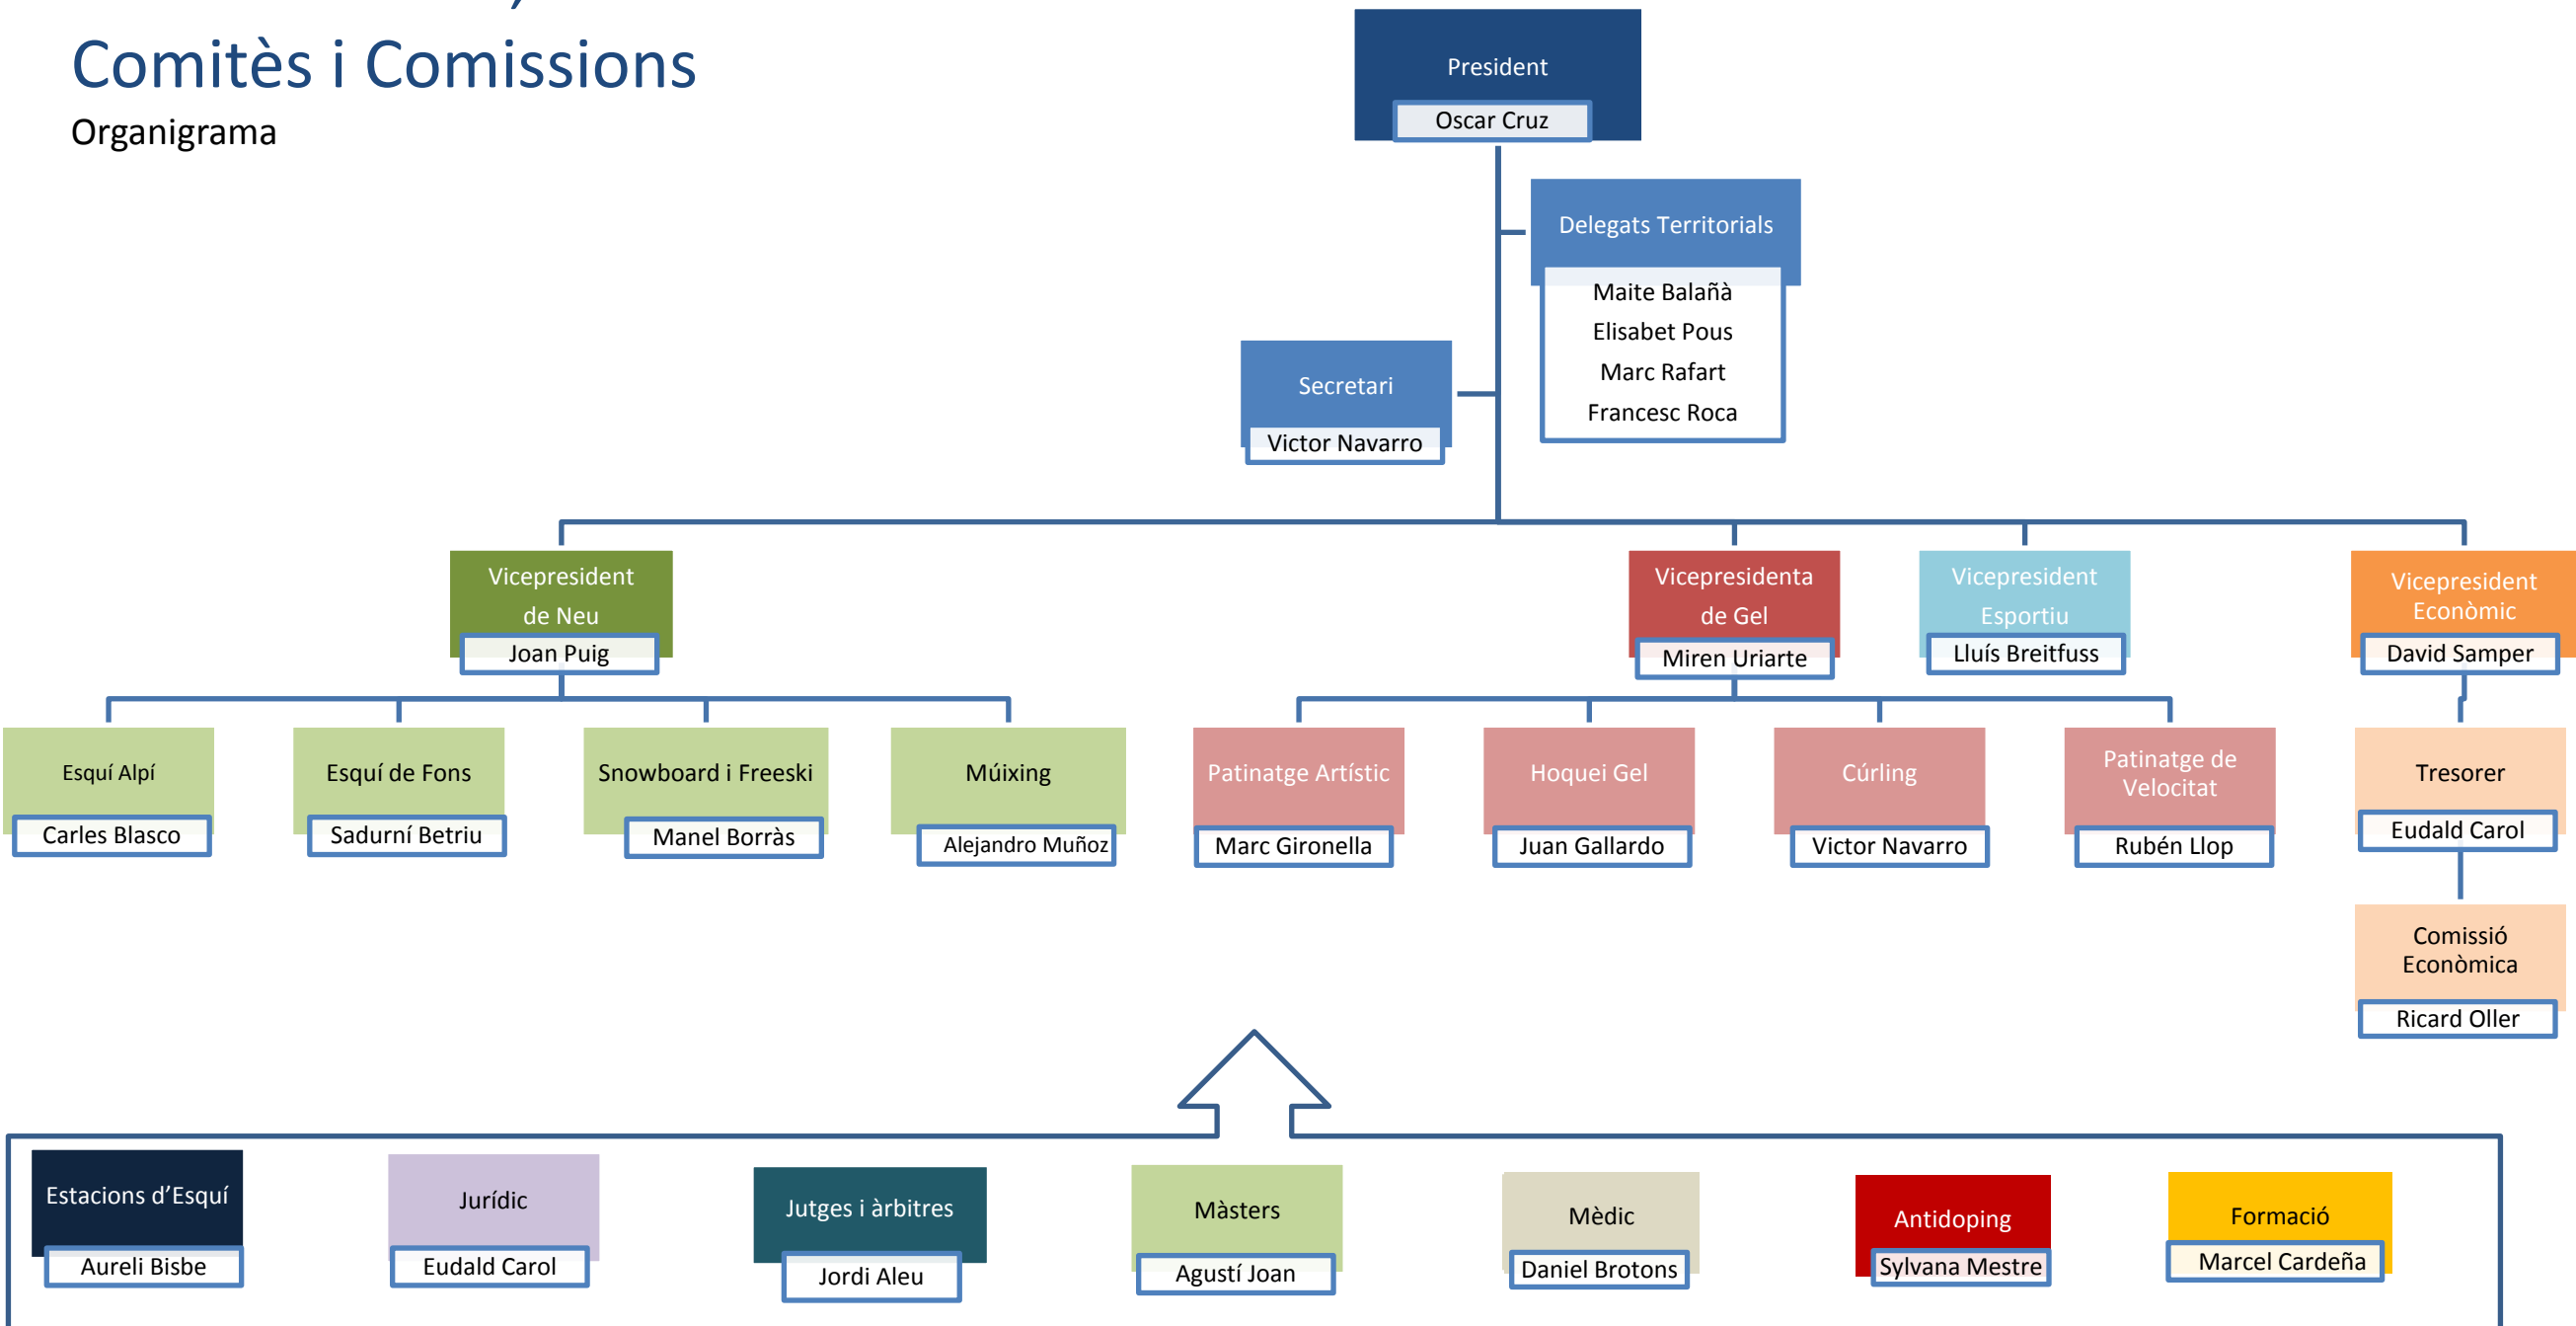 Comitès i Comissions
Organigrama
President
Oscar Cruz
Delegats Territorials
Maite Balañà
Elisabet Pous
Marc Rafart
Francesc Roca
Secretari
Victor Navarro
Vicepresident
de Neu
Joan Puig
Vicepresidenta
de Gel
Miren Uriarte
Vicepresident
Esportiu
Lluís Breitfuss
Vicepresident
Econòmic
David Samper
Esquí Alpí
Carles Blasco
Esquí de Fons
Sadurní Betriu
Snowboard i Freeski
Manel Borràs
Múixing
Alejandro Muñoz
Patinatge Artístic
Marc Gironella
Hoquei Gel
Juan Gallardo
Cúrling
Victor Navarro
Patinatge de
Velocitat
Rubén Llop
Tresorer
Eudald Carol
Comissió
Econòmica
Ricard Oller
Estacions d’Esquí
Aureli Bisbe
Jurídic
Eudald Carol
Jutges i àrbitres
Jordi Aleu
Màsters
Agustí Joan
Mèdic
Daniel Brotons
Antidoping
Sylvana Mestre
Formació
Marcel Cardeña